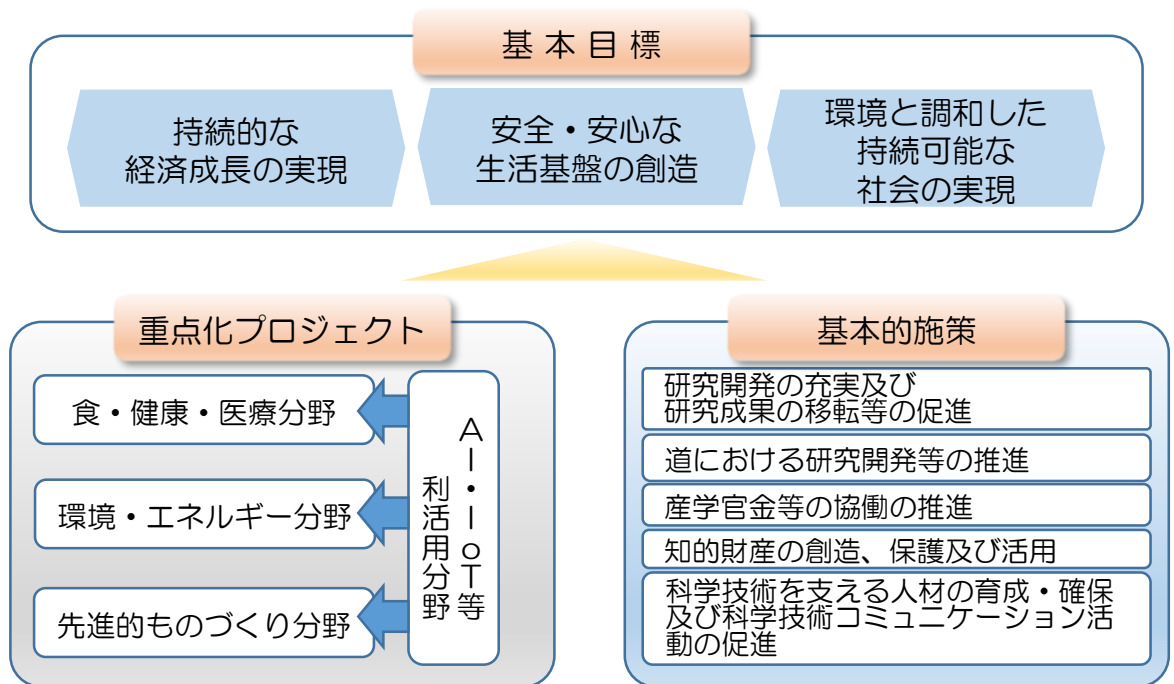 基本目標
持続的な
経済成長の実現
安全・安心な
生活基盤の創造
環境と調和した
持続可能な
社会の実現
重点化プロジェクト
食・健康・医療分野
環境・エネルギー分野
先進的ものづくり分野
AI・IoT等
利活用分野
基本的施策
研究開発の充実及び
研究成果の移転等の促進
道における研究開発等の推進
産学官金等の協働の推進
知的財産の創造、保護及び活用
科学技術を支える人材の育成・確保
及び科学技術コミュニケーション活
動の促進